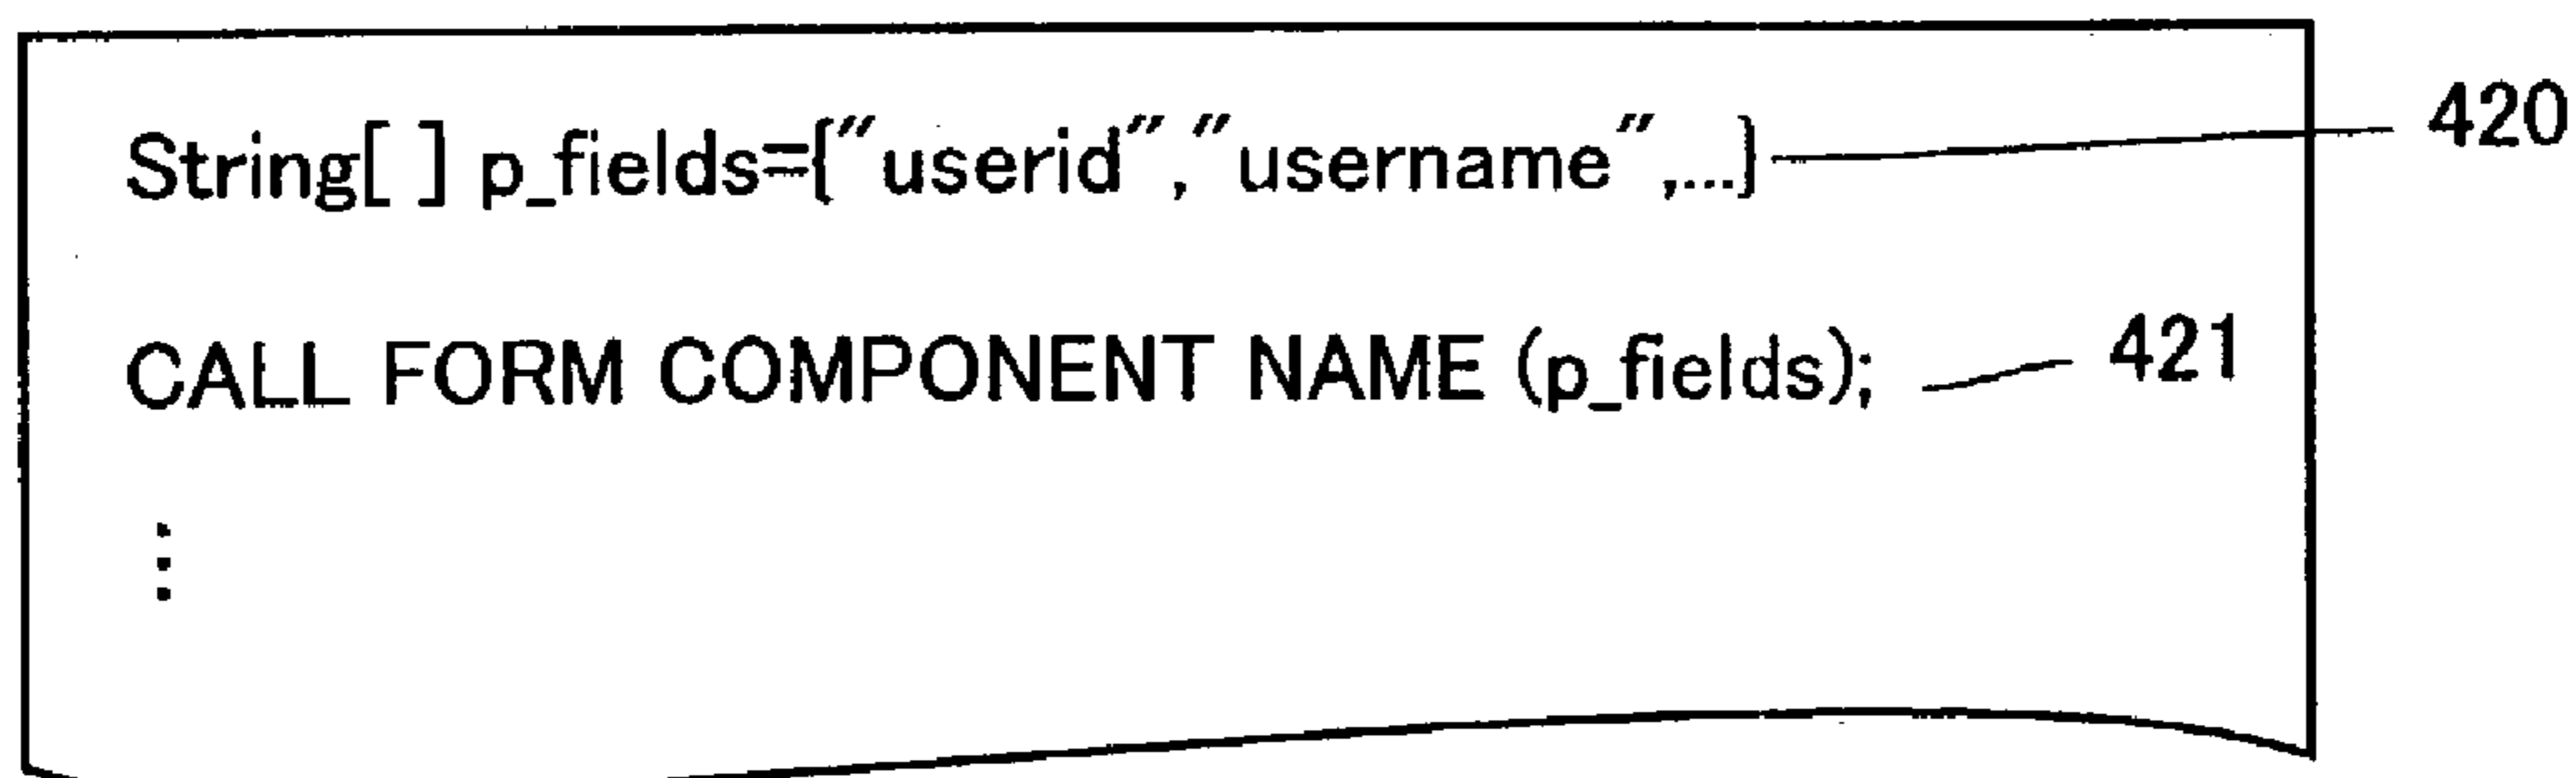 String[ ] p_fields={"userid","username",...} 420
CALL FORM COMPONENT NAME (p_fields); 421
⋮